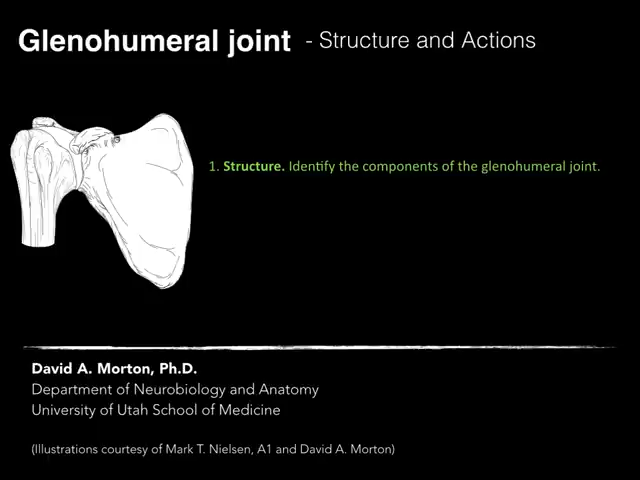 Glenohumeral joint - Structure and Actions
1. Structure. Identify the components of the glenohumeral joint.
David A. Morton, Ph.D.
Department of Neurobiology and Anatomy
University of Utah School of Medicine
(Illustrations courtesy of Mark T. Nielsen, A1 and David A. Morton)